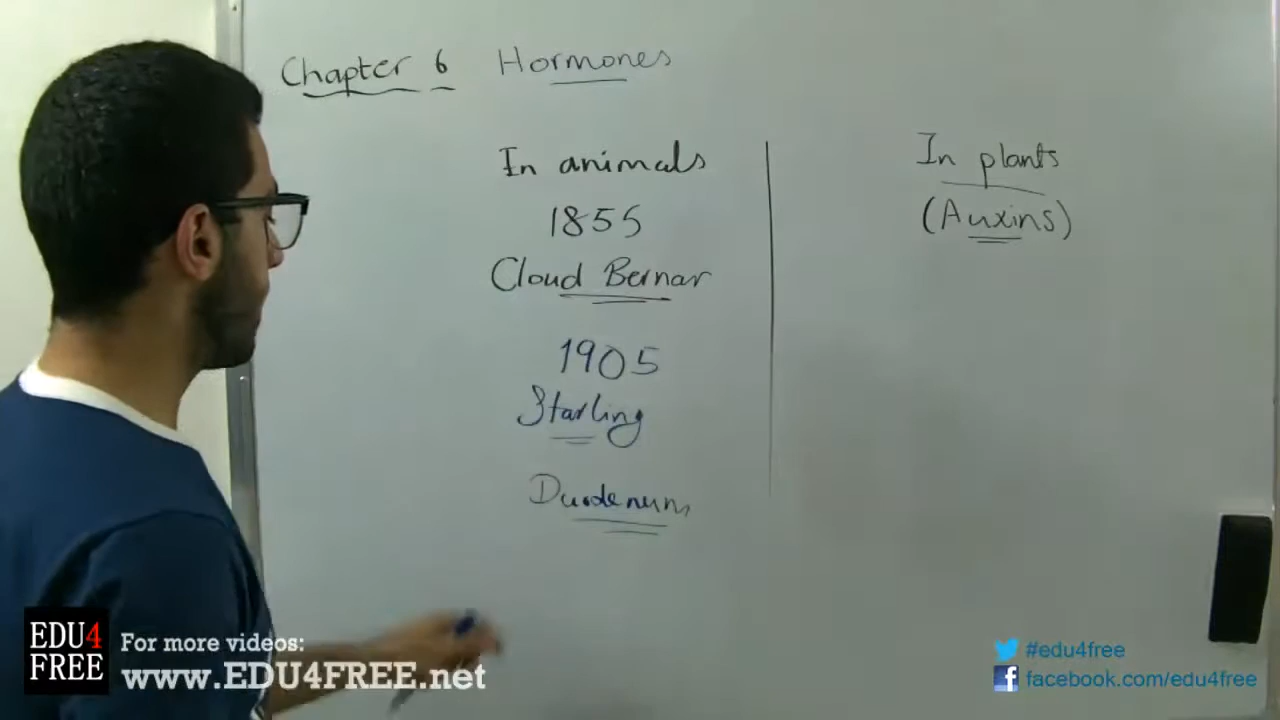 Chapter 6 Hormones
In animals
1855
Cloud Bernar
1905
Starling
Duodenum
In plants
(Auxins)
EDU4
FREE
For more videos:
www.EDU4FREE.net
#edu4free
facebook.com/edu4free